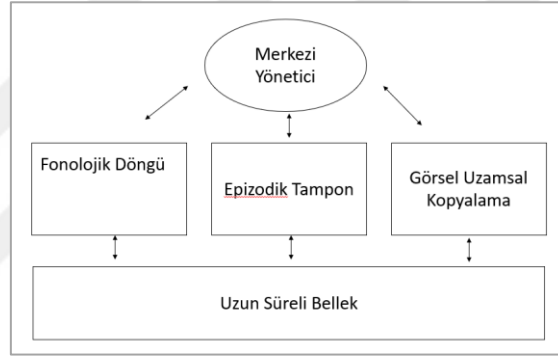 Merkezi
Yönetici
Fonolojik Döngü
Epizodik Tampon
Görsel Uzamsal
Kopyalama
Uzun Süreli Bellek